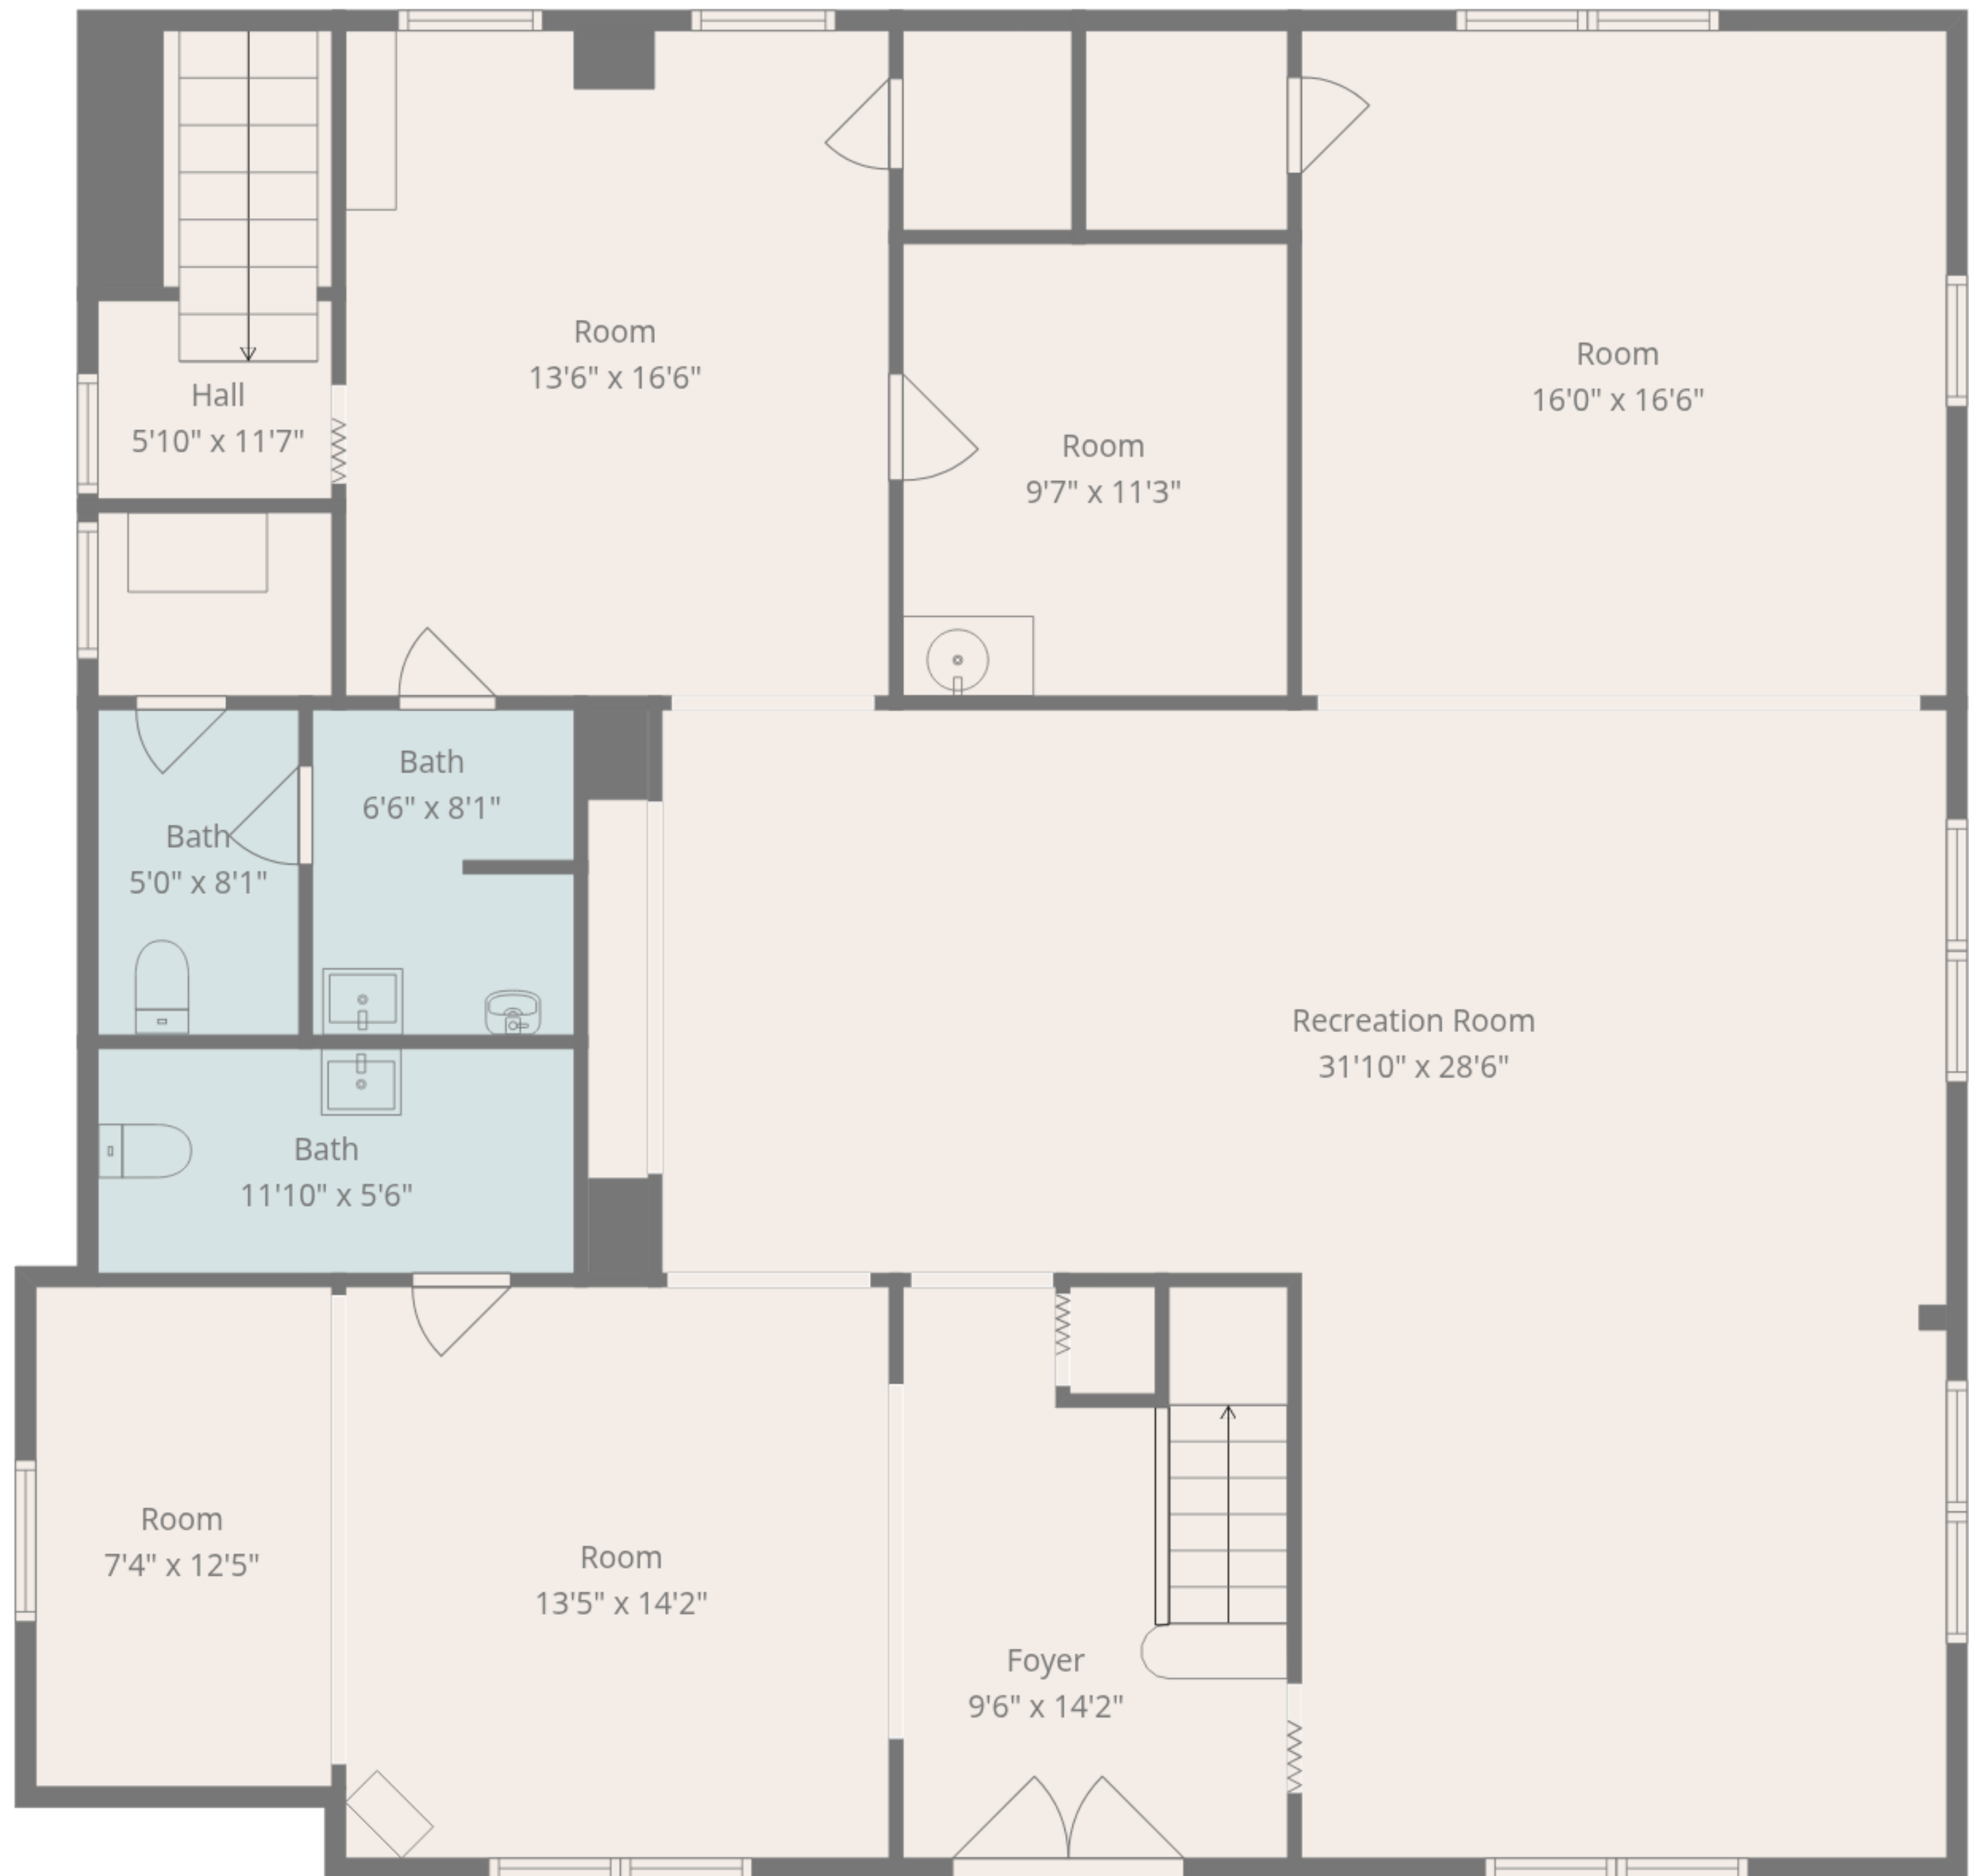 Room
13'6" x 16'6"
Room
16'0" x 16'6"
Hall
5'10" x 11'7"
Room
9'7" x 11'3"
Bath
6'6" x 8'1"
Bath
5'0" x 8'1"
Recreation Room
31'10" x 28'6"
Bath
11'10" x 5'6"
Room
7'4" x 12'5"
Room
13'5" x 14'2"
Foyer
9'6" x 14'2"